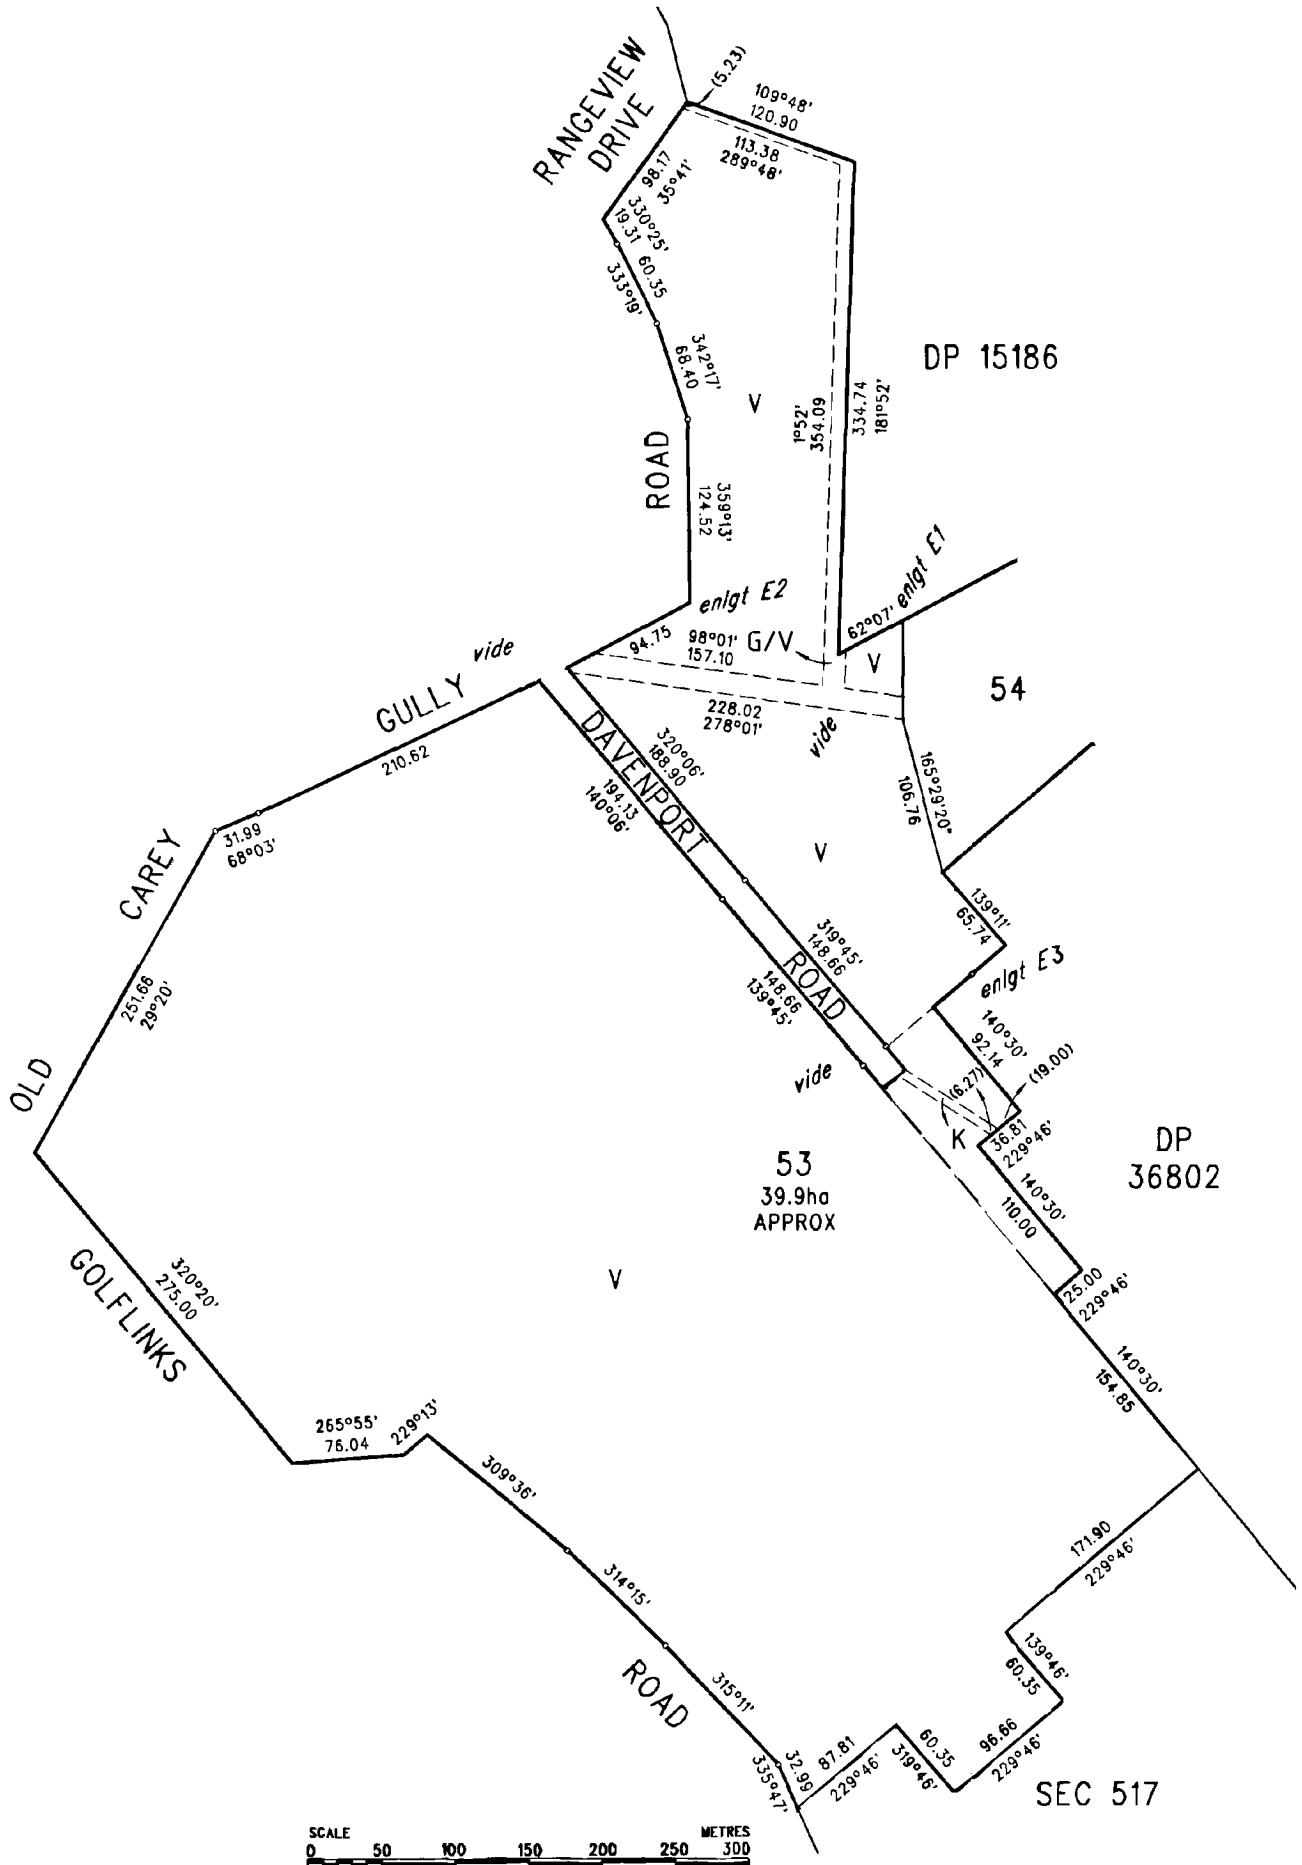 RANGEVIEW
DRIVE
(5.23)
109°48'
120.90
113.38
289°48'
98.17
35°41'
330°25'
19.31
60.35
333°19'
342°17'
68.40
DP 15186
V
1°52'
354.09
334.74
181°52'
ROAD
359°13'
124.52
enlgt E2
62°07'
enlgt E1
94.75
vide
98°01'
157.10
G/V
V
54
GULLY
228.02
278°01'
vide
210.62
DAVENPORT
320°06'
188.90
194.13
140°06'
165°29'20"
106.76
31.99
68°03'
CAREY
V
139°11'
65.74
319°45'
148.66
ROAD
148.66
139°45'
enlgt E3
251.66
29°20'
140°30'
92.14
(19.00)
(6.27)
vide
OLD
K
36.81
229°46'
53
39.9ha
APPROX
DP
36802
140°30'
110.00
V
25.00
229°46'
320°20'
275.00
GOLFLINKS
140°30'
154.85
265°55'
76.04
229°13'
309°36'
171.90
229°46'
314°15'
139°46'
60.35
ROAD
315°11'
96.66
229°46'
60.35
319°46'
87.81
229°46'
32.99
335°47'
SEC 517
SCALE METRES
0 50 100 150 200 250 300